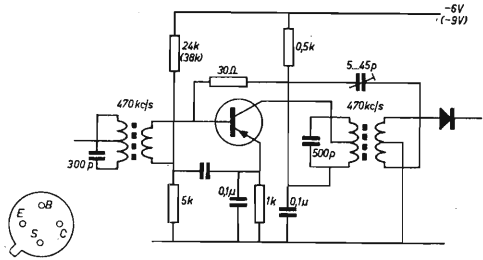 -6V
(-9V)
24k
(38k)
0,5k
30Ω
5...45p
470kc/s
470kc/s
300p
500p
5k
0,1µ
1k
0,1µ
B
E
C
S